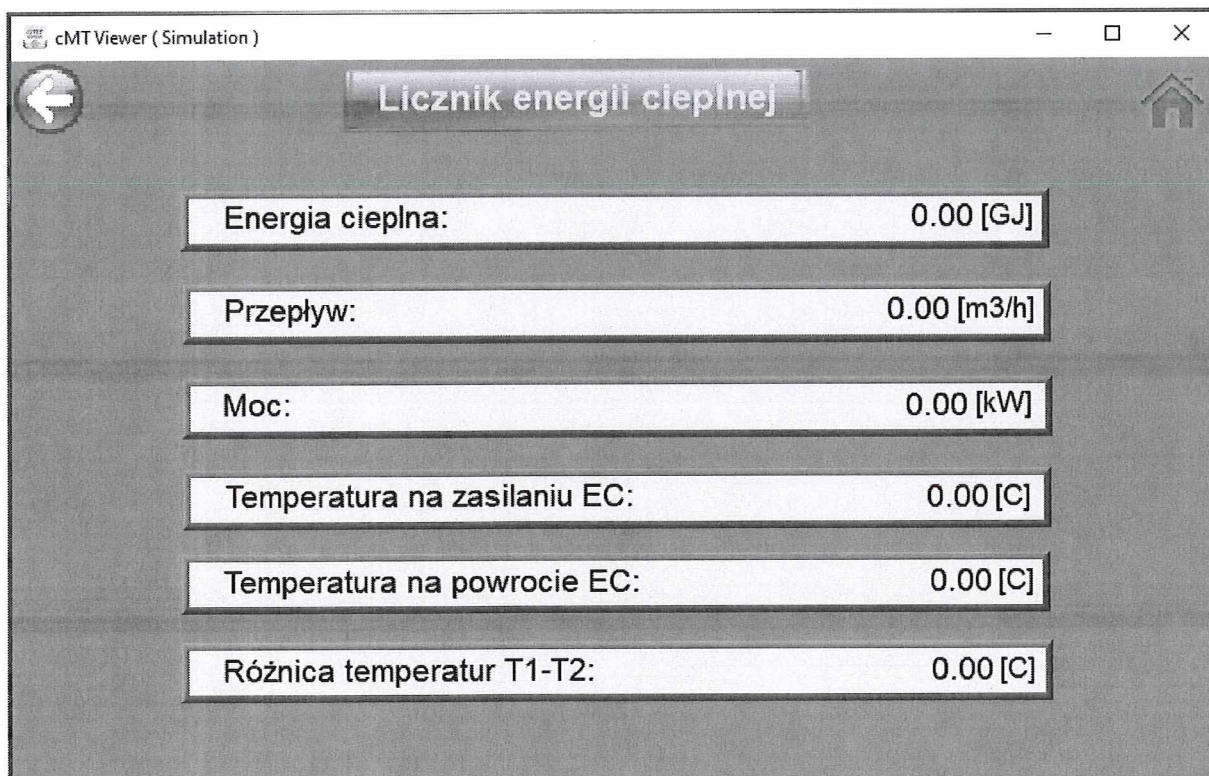 cMT Viewer ( Simulation )
Licznik energii cieplnej
Energia cieplna: 0.00 [GJ]
Przepływ: 0.00 [m3/h]
Moc: 0.00 [kW]
Temperatura na zasilaniu EC: 0.00 [C]
Temperatura na powrocie EC: 0.00 [C]
Różnica temperatur T1-T2: 0.00 [C]